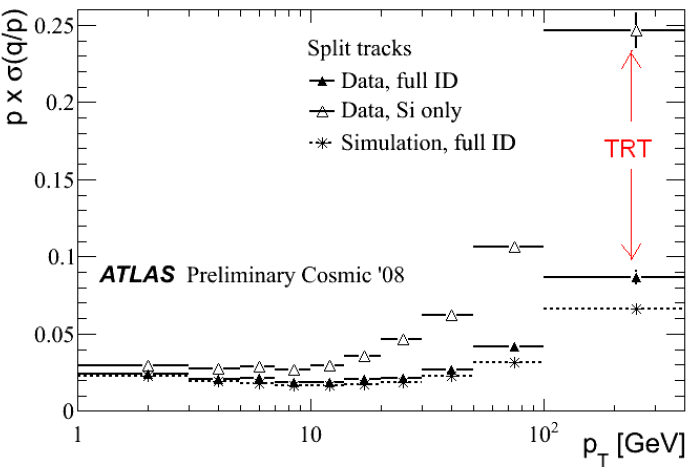 p x σ(q/p)
0.25
0.2
0.15
0.1
0.05
0
Split tracks
Data, full ID
Data, Si only
Simulation, full ID
TRT
ATLAS Preliminary Cosmic '08
1
10
10²
p_T [GeV]